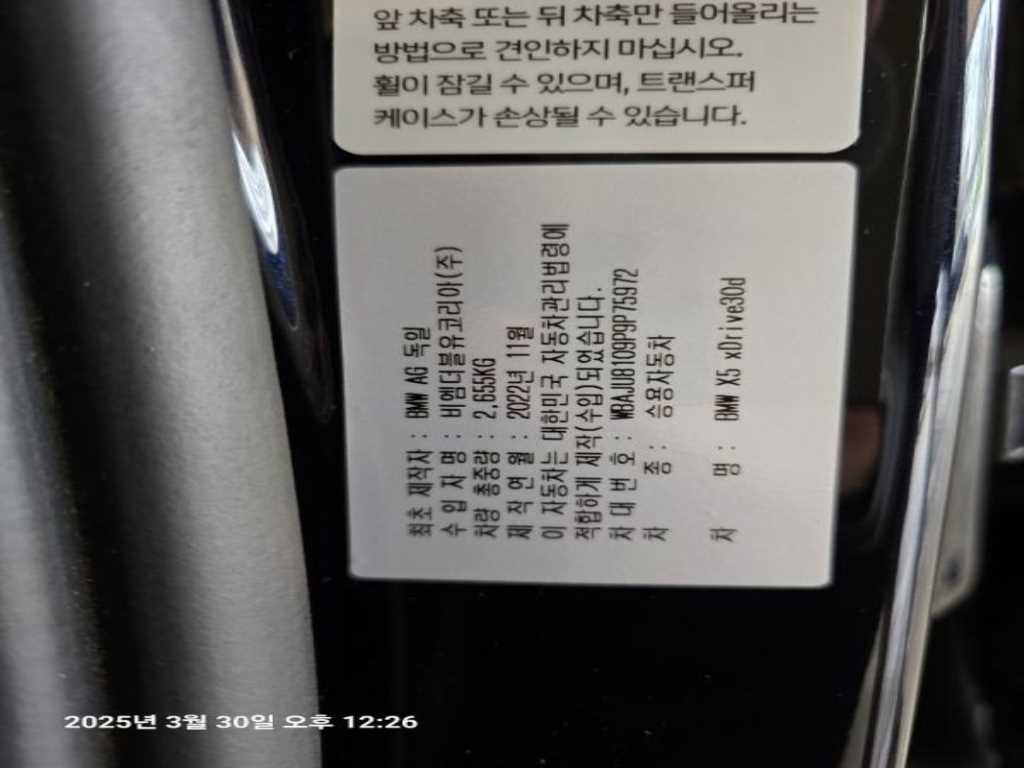 앞 차축 또는 뒤 차축만 들어올리는
방법으로 견인하지 마십시오.
휠이 잠길 수 있으며, 트랜스퍼
케이스가 손상될 수 있습니다.
최초 제작자 : BMW AG 독일
수 입 자 명 : 비엠더블유코리아(주)
차량 총중량 : 2,655KG
제 작 연 월 : 2022년 11월
이 자동차는 대한민국 자동차관리법령에
적합하게 제작(수입)되었습니다.
차 대 번 호 : WBAJU8109P9P75972
차 종 : 승용자동차
차 명 : BMW X5 xDrive30d
2025년 3월 30일 오후 12:26